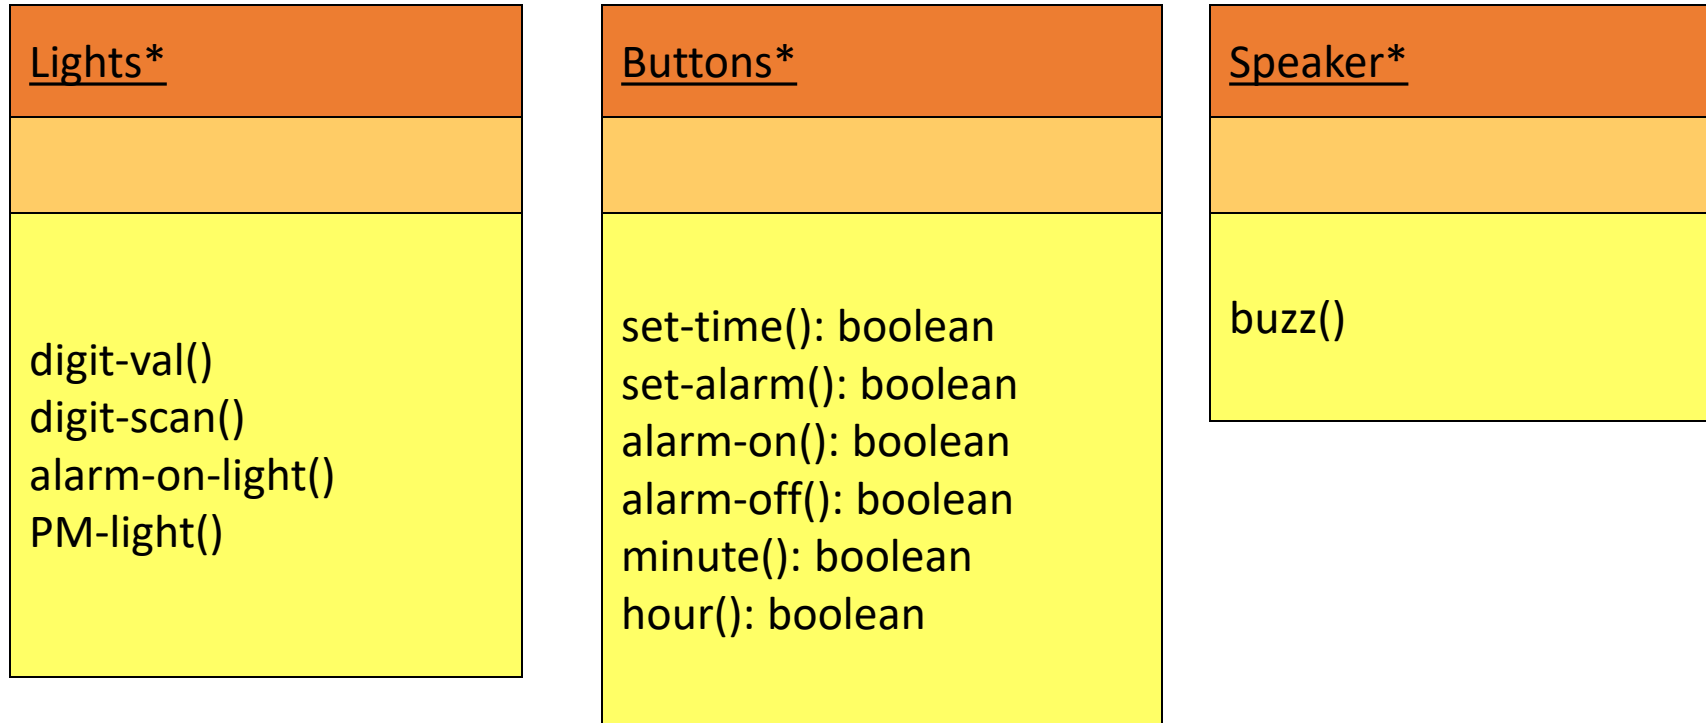 Lights*
digit-val()
digit-scan()
alarm-on-light()
PM-light()
Buttons*
set-time(): boolean
set-alarm(): boolean
alarm-on(): boolean
alarm-off(): boolean
minute(): boolean
hour(): boolean
Speaker*
buzz()